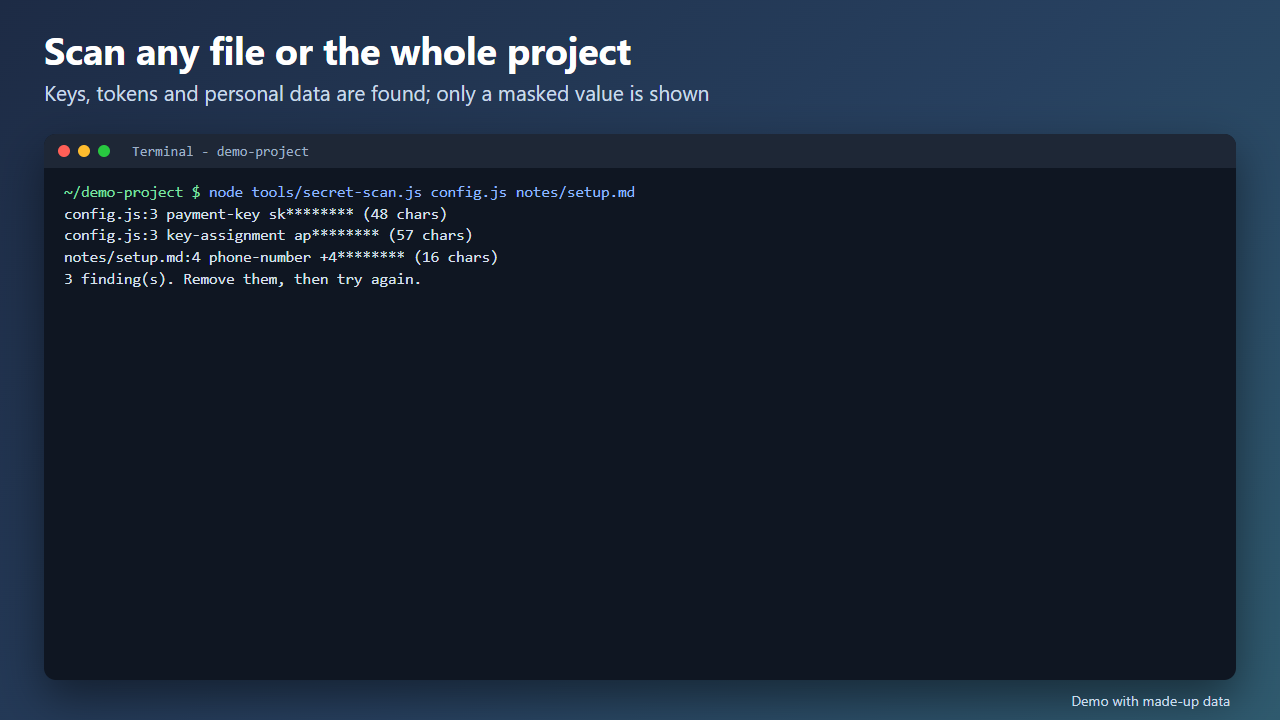 Scan any file or the whole project
Keys, tokens and personal data are found; only a masked value is shown
Terminal - demo-project
~/demo-project $ node tools/secret-scan.js config.js notes/setup.md
config.js:3 payment-key sk******** (48 chars)
config.js:3 key-assignment ap******** (57 chars)
notes/setup.md:4 phone-number +4******** (16 chars)
3 finding(s). Remove them, then try again.
Demo with made-up data